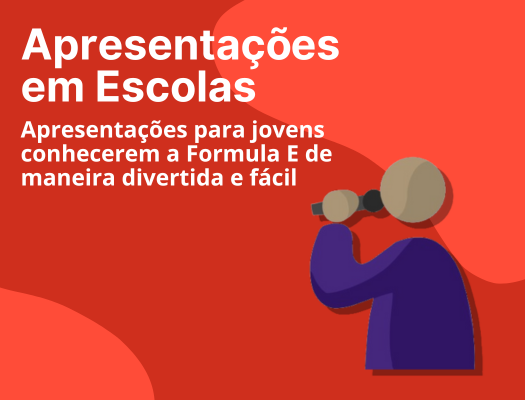 Apresentações
em Escolas
Apresentações para jovens
conhecerem a Formula E de
maneira divertida e fácil